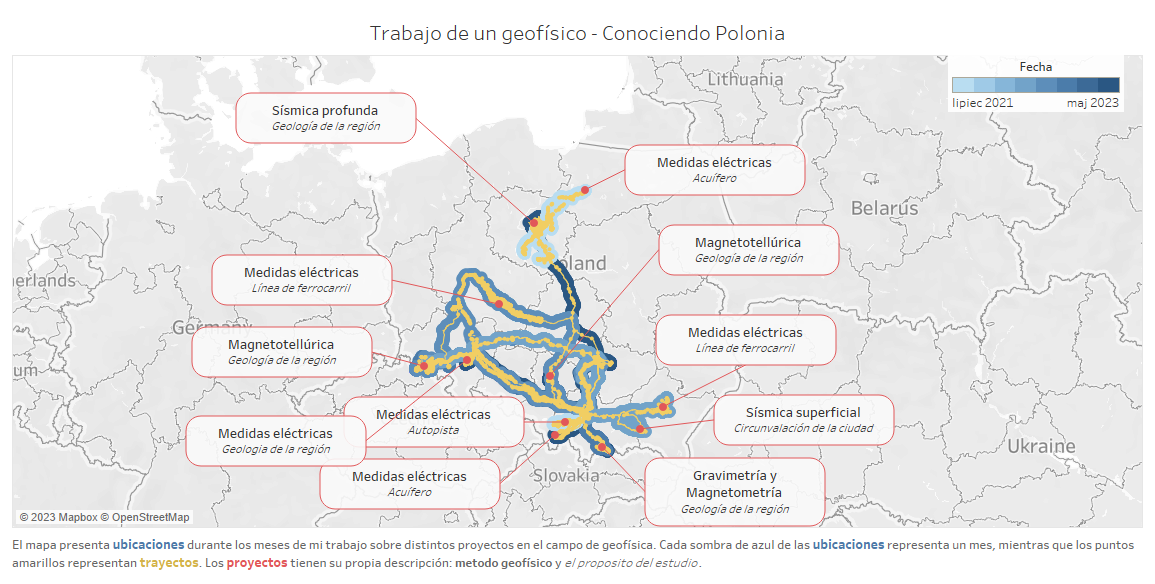 Trabajo de un geofísico - Conociendo Polonia
Fecha
lipiec 2021 maj 2023
Lithuania
Sísmica profunda
Geología de la región
Medidas eléctricas
Acuífero
Belarus
Magnetotellúrica
Geología de la región
land
Medidas eléctricas
Línea de ferrocarril
erlands
Germany
Medidas eléctricas
Línea de ferrocarril
Magnetotellúrica
Geología de la región
um
Medidas eléctricas
Autopista
Sísmica superficial
Circunvalación de la ciudad
Medidas eléctricas
Geología de la región
Ukraine
Medidas eléctricas
Acuífero
Slovakia
Gravimetría y
Magnetometría
Geología de la región
© 2023 Mapbox © OpenStreetMap
El mapa presenta ubicaciones durante los meses de mi trabajo sobre distintos proyectos en el campo de geofísica. Cada sombra de azul de las ubicaciones representa un mes, mientras que los puntos
amarillos representan trayectos. Los proyectos tienen su propia descripción: metodo geofísico y el proposito del estudio.